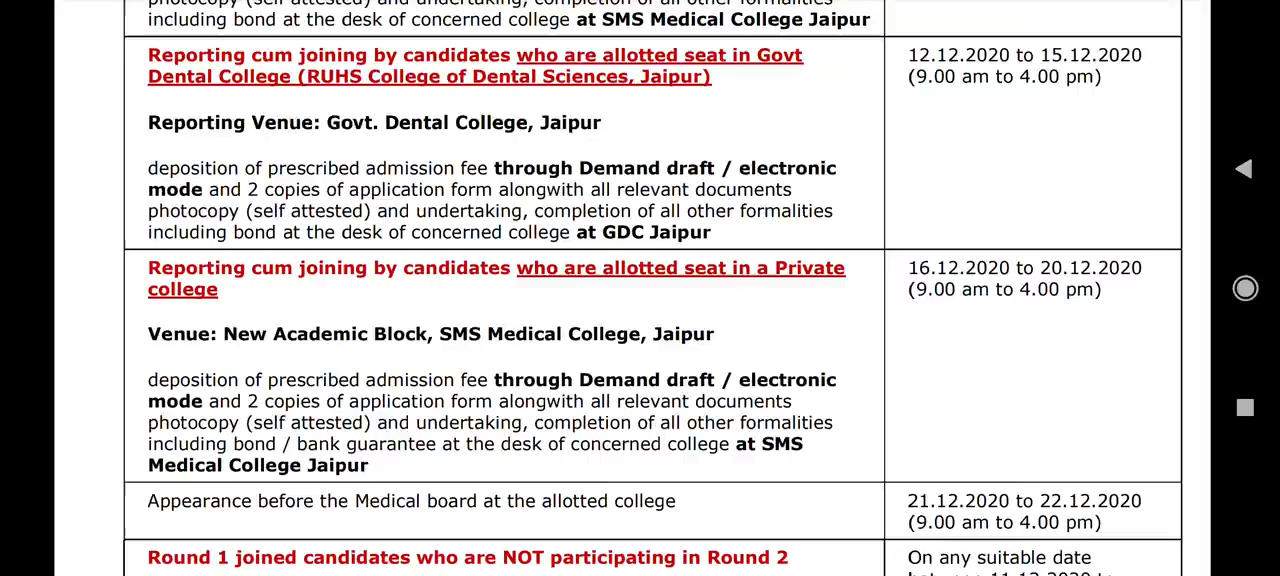 photocopy (self attested) and undertaking, completion of all other formalities
including bond at the desk of concerned college at SMS Medical College Jaipur
Reporting cum joining by candidates who are allotted seat in Govt
Dental College (RUHS College of Dental Sciences, Jaipur)
12.12.2020 to 15.12.2020
(9.00 am to 4.00 pm)
Reporting Venue: Govt. Dental College, Jaipur
deposition of prescribed admission fee through Demand draft / electronic
mode and 2 copies of application form alongwith all relevant documents
photocopy (self attested) and undertaking, completion of all other formalities
including bond at the desk of concerned college at GDC Jaipur
Reporting cum joining by candidates who are allotted seat in a Private
college
16.12.2020 to 20.12.2020
(9.00 am to 4.00 pm)
Venue: New Academic Block, SMS Medical College, Jaipur
deposition of prescribed admission fee through Demand draft / electronic
mode and 2 copies of application form alongwith all relevant documents
photocopy (self attested) and undertaking, completion of all other formalities
including bond / bank guarantee at the desk of concerned college at SMS
Medical College Jaipur
Appearance before the Medical board at the allotted college
21.12.2020 to 22.12.2020
(9.00 am to 4.00 pm)
Round 1 joined candidates who are NOT participating in Round 2
On any suitable date
between 11.12.2020 to